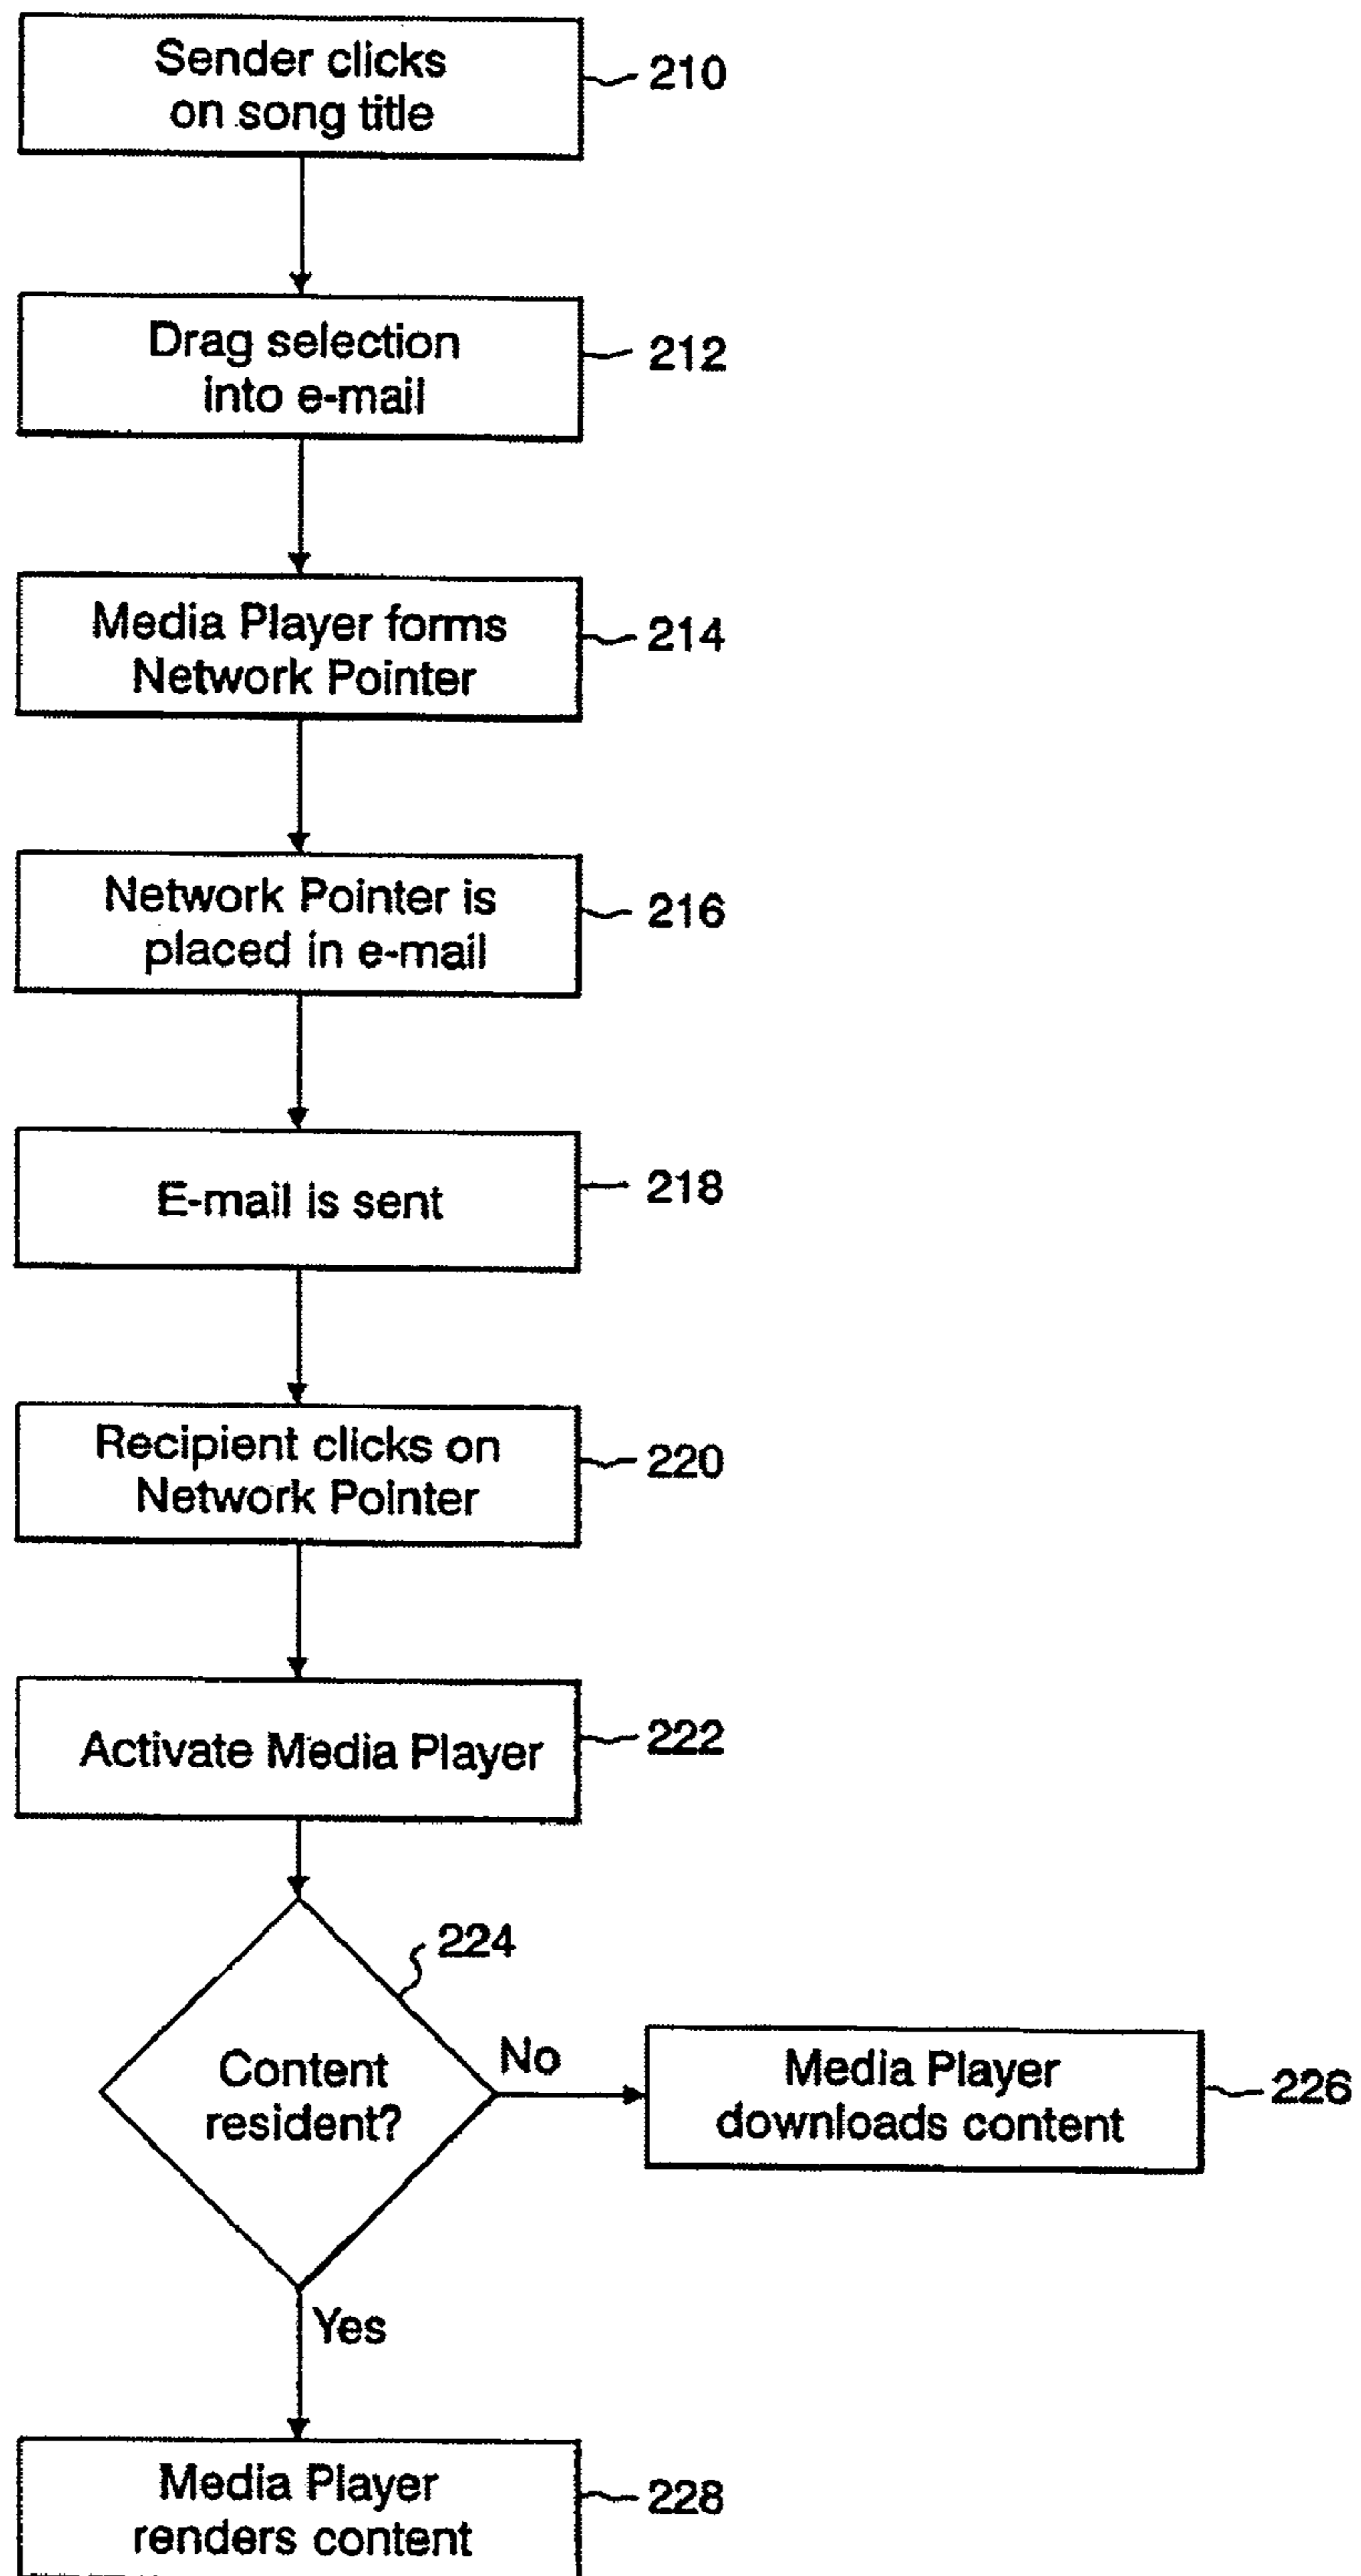 Sender clicks
on song title
210
Drag selection
into e-mail
212
Media Player forms
Network Pointer
214
Network Pointer is
placed in e-mail
216
E-mail is sent
218
Recipient clicks on
Network Pointer
220
Activate Media Player
222
224
Content
resident?
No
Media Player
downloads content
226
Yes
Media Player
renders content
228